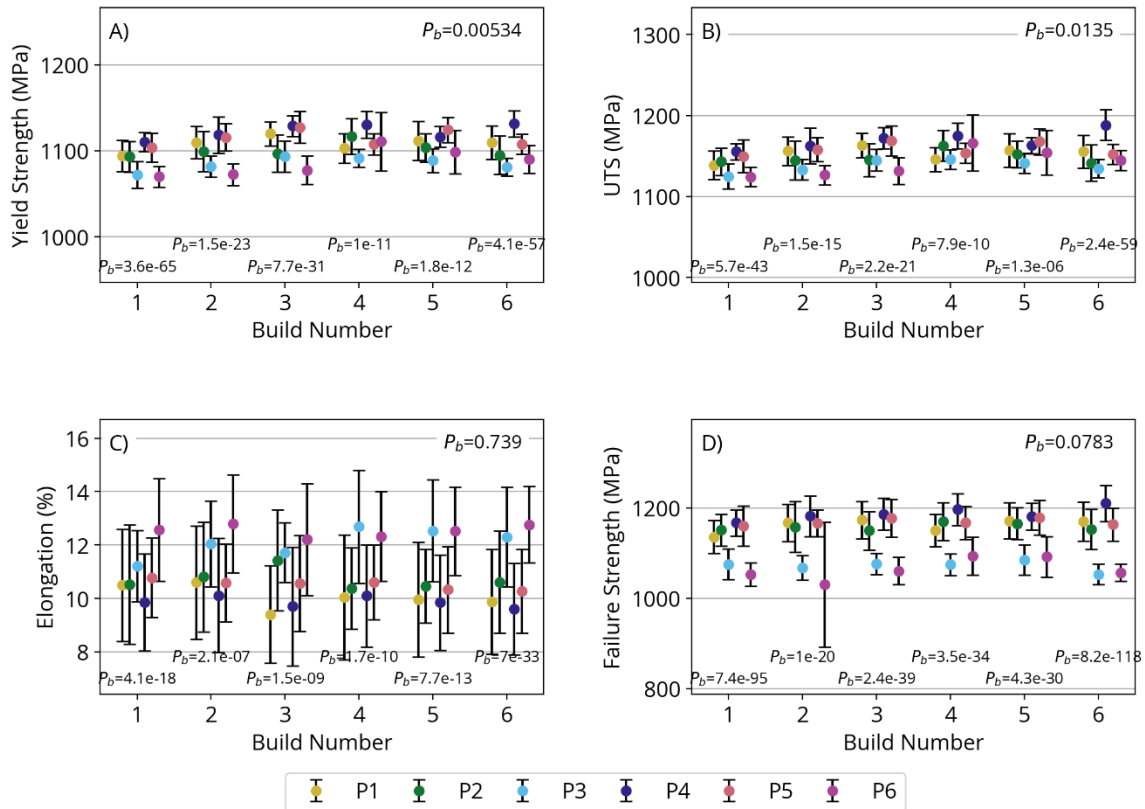 A)
P_b=0.00534
1200
1100
1000
Yield Strength (MPa)
P_b=3.6e-65
P_b=1.5e-23
P_b=7.7e-31
P_b=1e-11
P_b=1.8e-12
P_b=4.1e-57
1 2 3 4 5 6
Build Number
B)
P_b=0.0135
1300
1200
1100
1000
UTS (MPa)
P_b=5.7e-43
P_b=1.5e-15
P_b=2.2e-21
P_b=7.9e-10
P_b=1.3e-06
P_b=2.4e-59
1 2 3 4 5 6
Build Number
C)
P_b=0.739
16
14
12
10
8
Elongation (%)
P_b=4.1e-18
P_b=2.1e-07
P_b=1.5e-09
P_b=1.7e-10
P_b=7.7e-13
P_b=7e-33
1 2 3 4 5 6
Build Number
D)
P_b=0.0783
1200
1000
800
Failure Strength (MPa)
P_b=7.4e-95
P_b=1e-20
P_b=2.4e-39
P_b=3.5e-34
P_b=4.3e-30
P_b=8.2e-118
1 2 3 4 5 6
Build Number
P1 P2 P3 P4 P5 P6